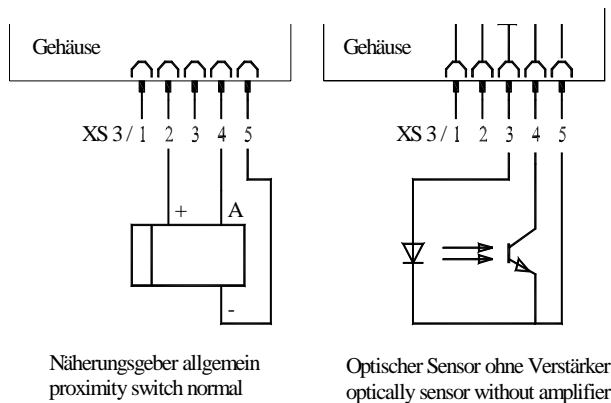 Gehäuse
XS 3 / 1 2 3 4 5
+ A
-
Näherungsgeber allgemein
proximity switch normal
Gehäuse
XS 3 / 1 2 3 4 5
Optischer Sensor ohne Verstärker
optically sensor without amplifier